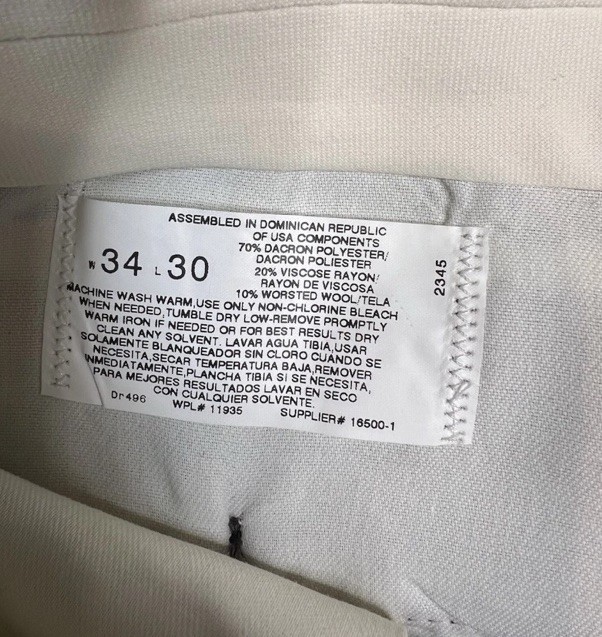 ASSEMBLED IN DOMINICAN REPUBLIC
OF USA COMPONENTS
70% DACRON POLYESTER/
DACRON POLIESTER
20% VISCOSE RAYON/
RAYON DE VISCOSA
10% WORSTED WOOL/TELA
W 34 L 30
MACHINE WASH WARM,USE ONLY NON-CHLORINE BLEACH
WHEN NEEDED,TUMBLE DRY LOW-REMOVE PROMPTLY
WARM IRON IF NEEDED OR FOR BEST RESULTS DRY
CLEAN ANY SOLVENT. LAVAR AGUA TIBIA,USAR
SOLAMENTE BLANQUEADOR SIN CLORO CUANDO SE
NECESITA,SECAR TEMPERATURA BAJA,REMOVER
INMEDIATAMENTE,PLANCHA TIBIA SI SE NECESITA,
PARA MEJORES RESULTADOS LAVAR EN SECO
CON CUALQUIER SOLVENTE.
Dr496 WPL# 11935 SUPPLIER# 16500-1
2345